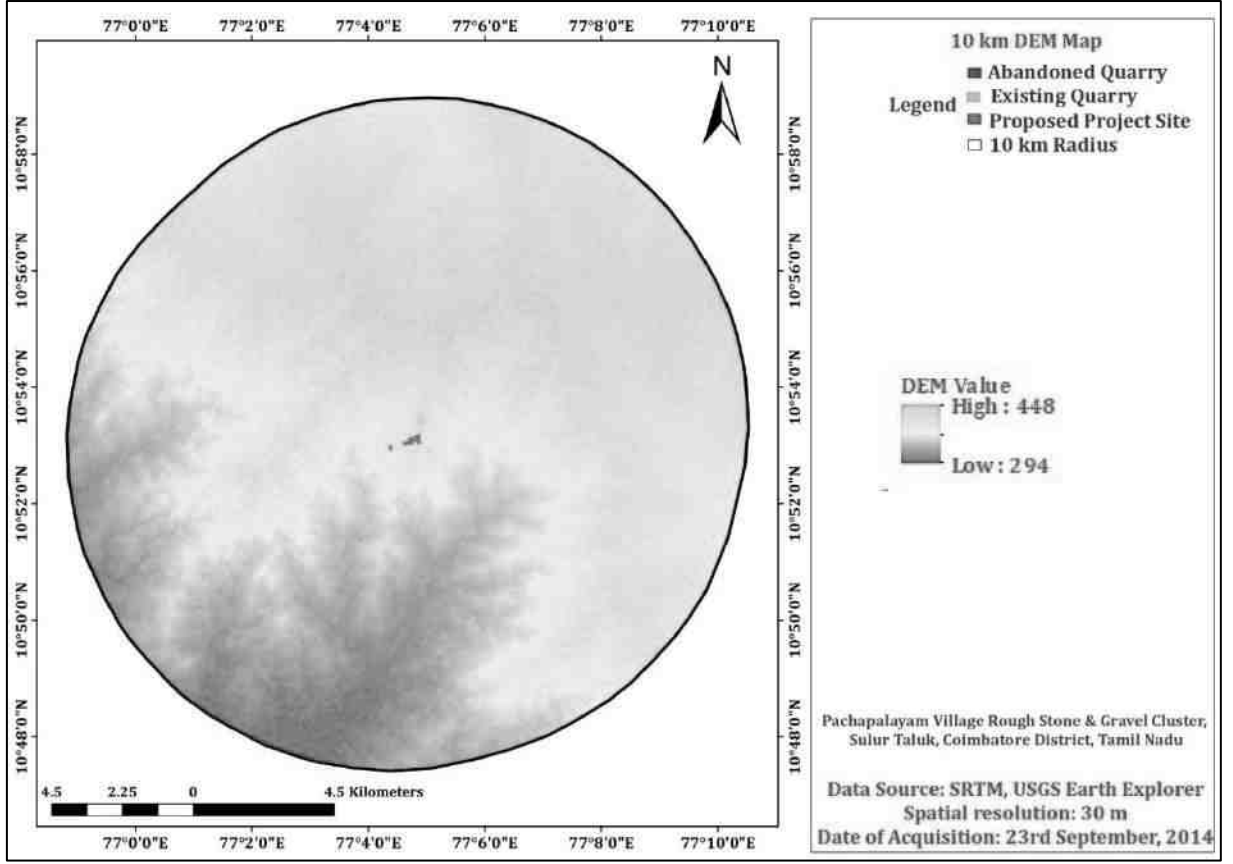 77°0'0"E 77°2'0"E 77°4'0"E 77°6'0"E 77°8'0"E 77°10'0"E
10°58'0"N 10°58'0"N
10°56'0"N 10°56'0"N
10°54'0"N 10°54'0"N
10°52'0"N 10°52'0"N
10°50'0"N 10°50'0"N
10°48'0"N 10°48'0"N
N
4.5 2.25 0 4.5 Kilometers
77°0'0"E 77°2'0"E 77°4'0"E 77°6'0"E 77°8'0"E 77°10'0"E
10 km DEM Map
Legend
Abandoned Quarry
Existing Quarry
Proposed Project Site
10 km Radius
DEM Value
High : 448
Low : 294
Pachapalayam Village Rough Stone & Gravel Cluster,
Sulur Taluk, Coimbatore District, Tamil Nadu
Data Source: SRTM, USGS Earth Explorer
Spatial resolution: 30 m
Date of Acquisition: 23rd September, 2014